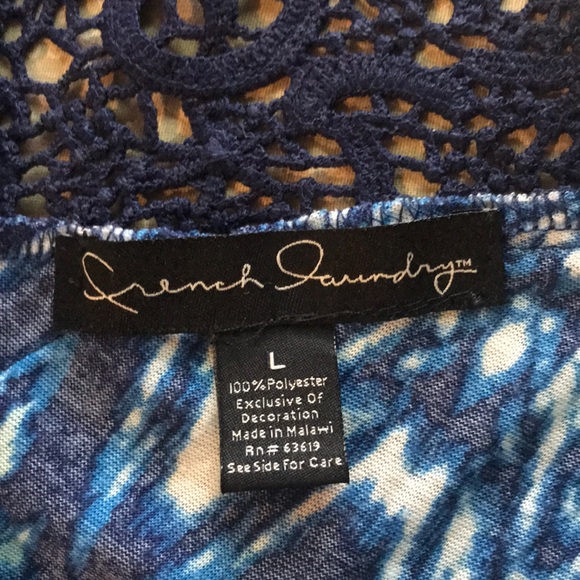 French Laundry™
L
100% Polyester
Exclusive Of
Decoration
Made in Malawi
Rn# 63619
See Side For Care